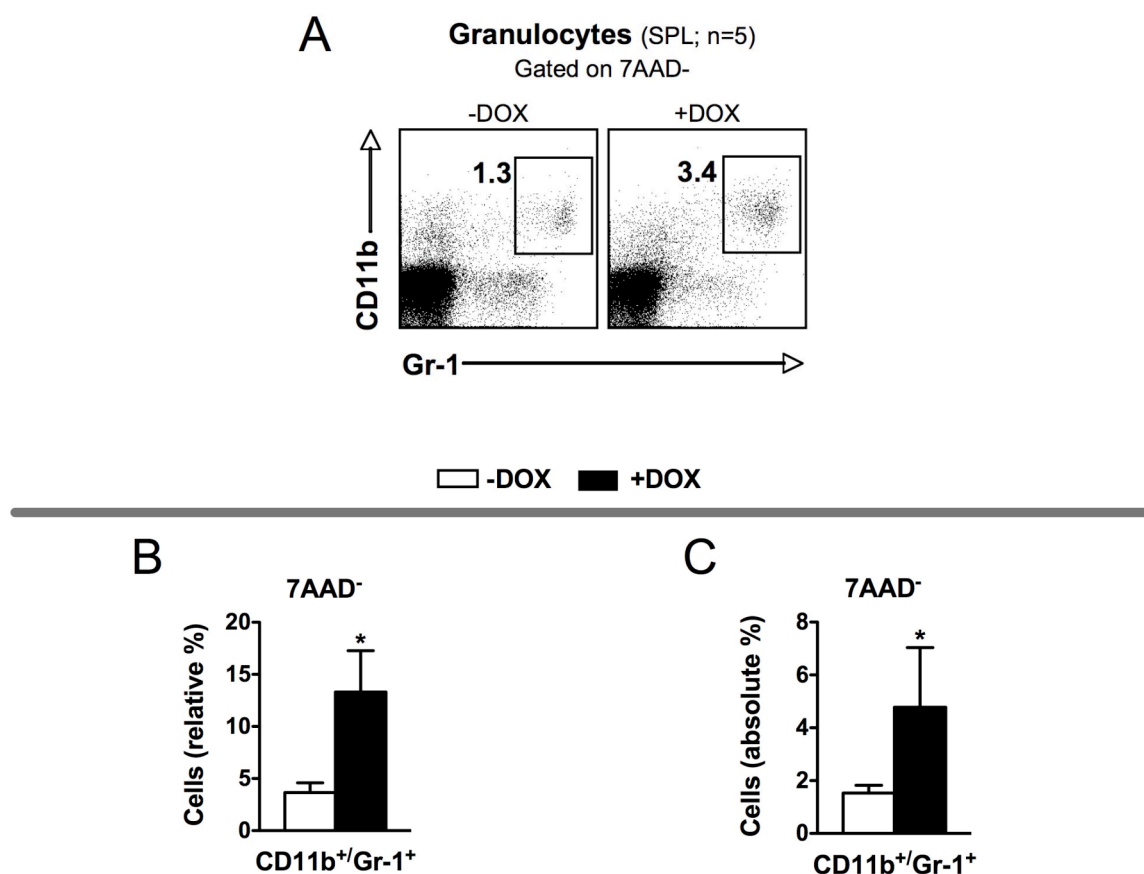 A
Granulocytes (SPL; n=5)
Gated on 7AAD-
-DOX
+DOX
1.3
3.4
CD11b
Gr-1
-DOX
+DOX
B
7AAD⁻
20
15
10
5
0
*
Cells (relative %)
CD11b⁺/Gr-1⁺
C
7AAD⁻
8
6
4
2
0
*
Cells (absolute %)
CD11b⁺/Gr-1⁺